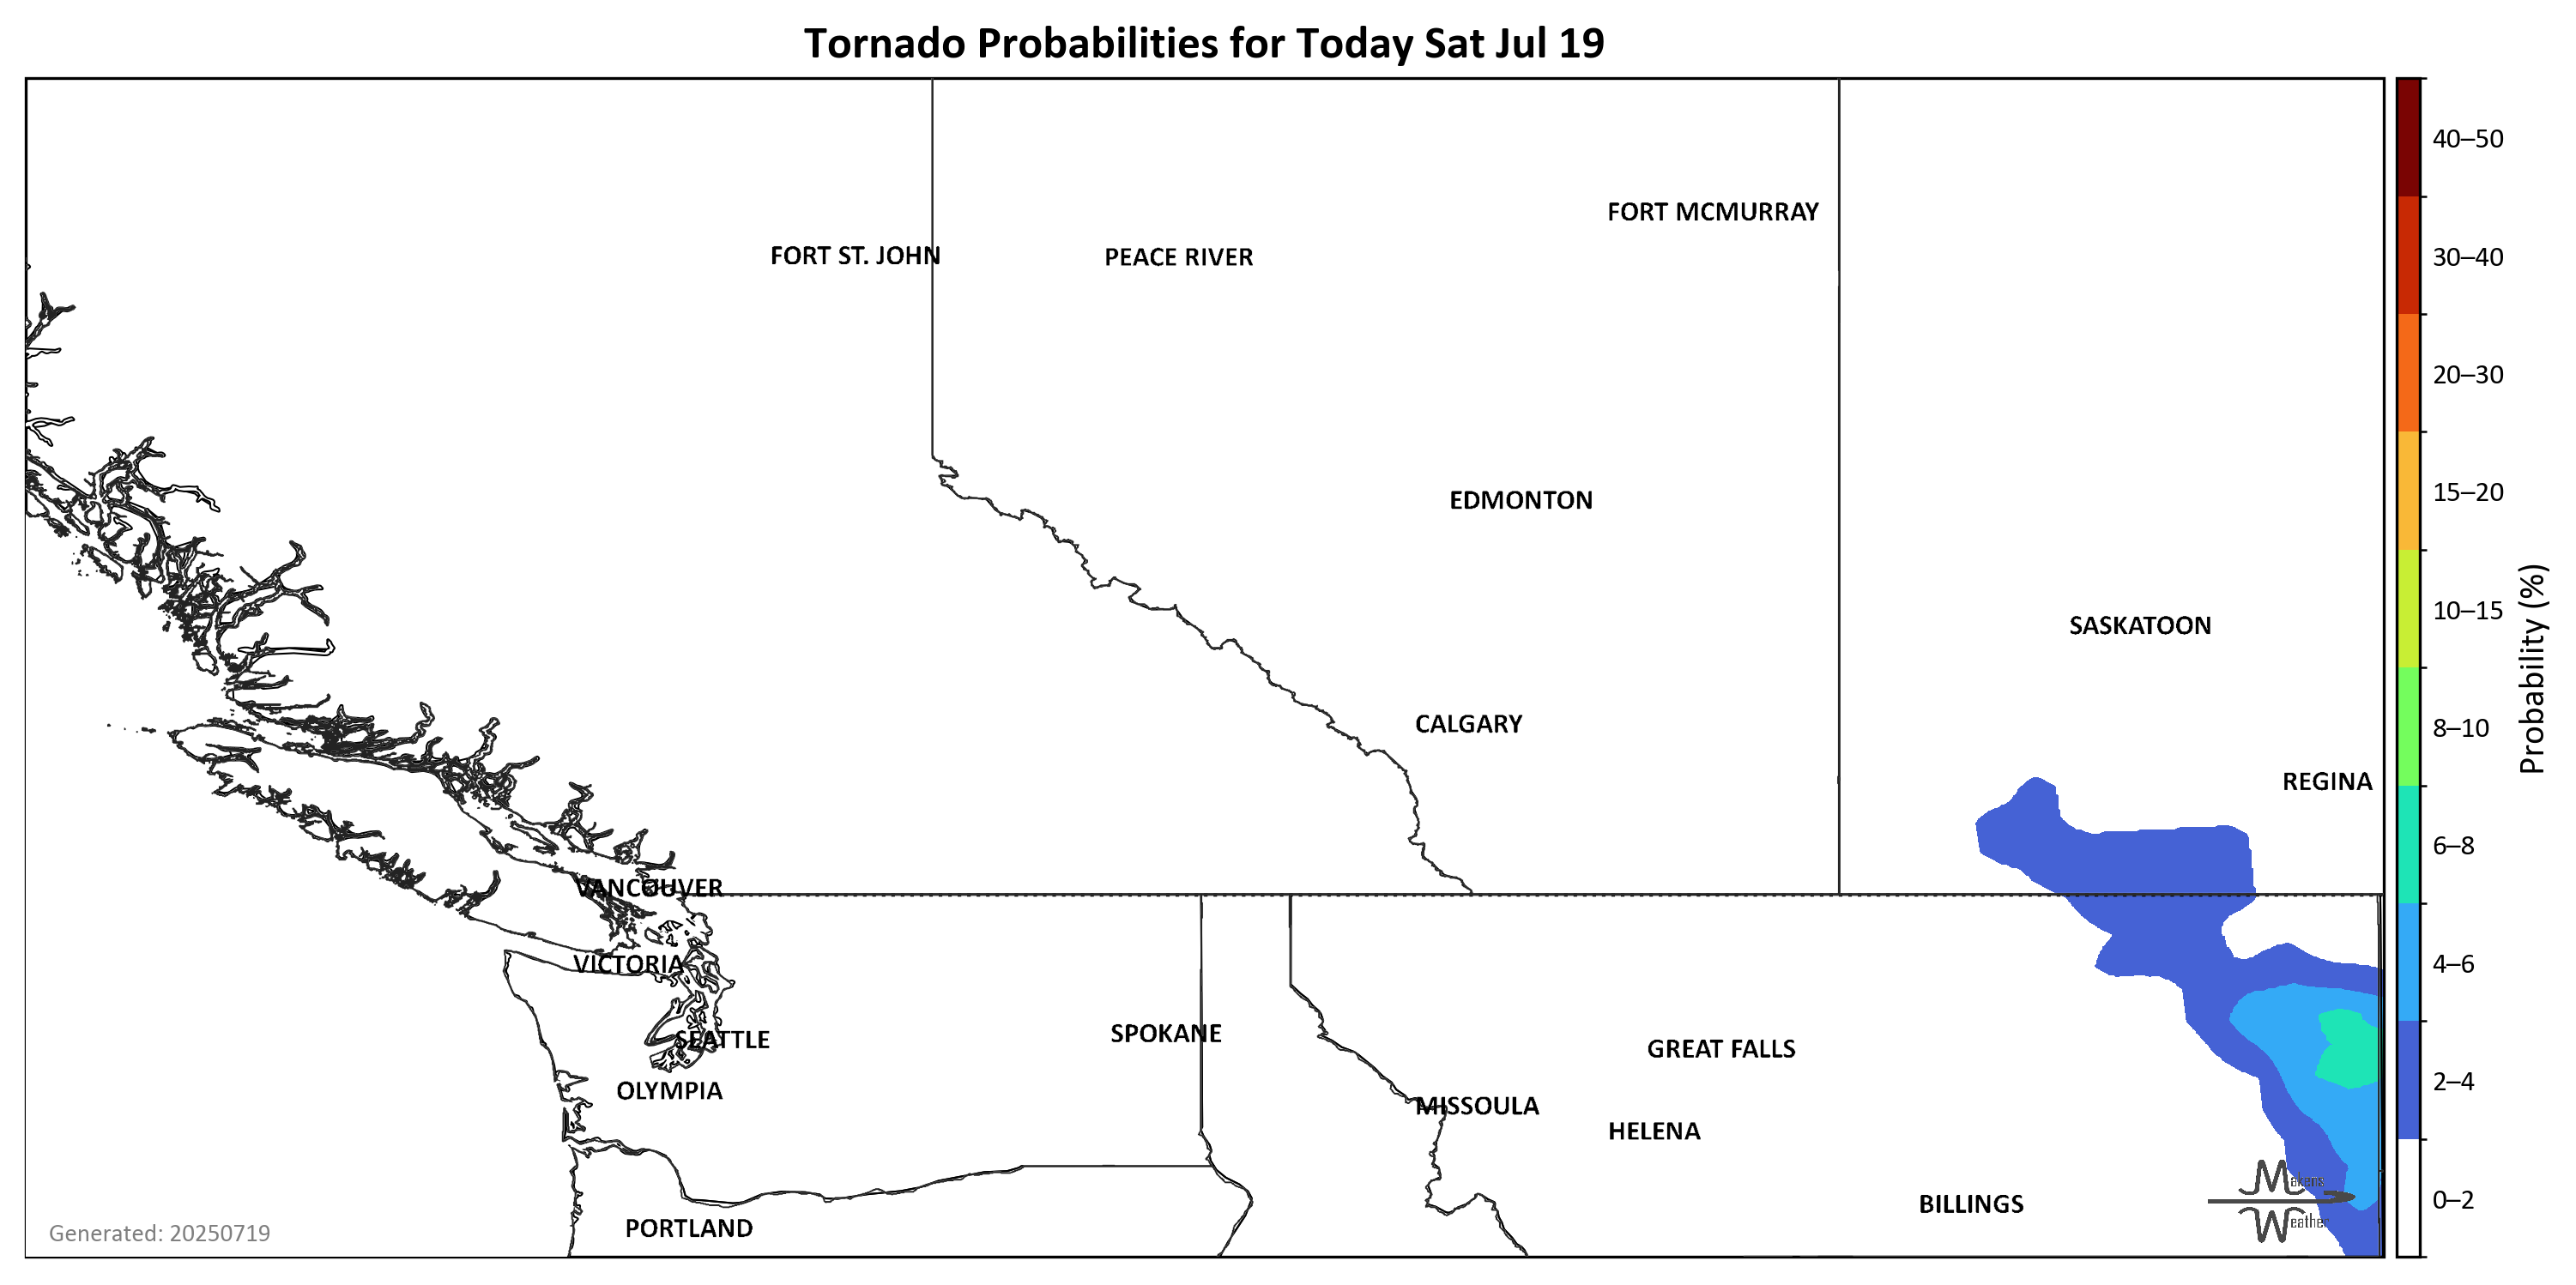 Tornado Probabilities for Today Sat Jul 19
40–50
FORT MCMURRAY
FORT ST. JOHN
PEACE RIVER
30–40
20–30
EDMONTON
15–20
10–15
SASKATOON
Probability (%)
CALGARY
8–10
REGINA
6–8
VANCOUVER
VICTORIA
4–6
SEATTLE
SPOKANE
GREAT FALLS
2–4
OLYMPIA
MISSOULA
HELENA
Makens
Weather
BILLINGS
0–2
PORTLAND
Generated: 20250719